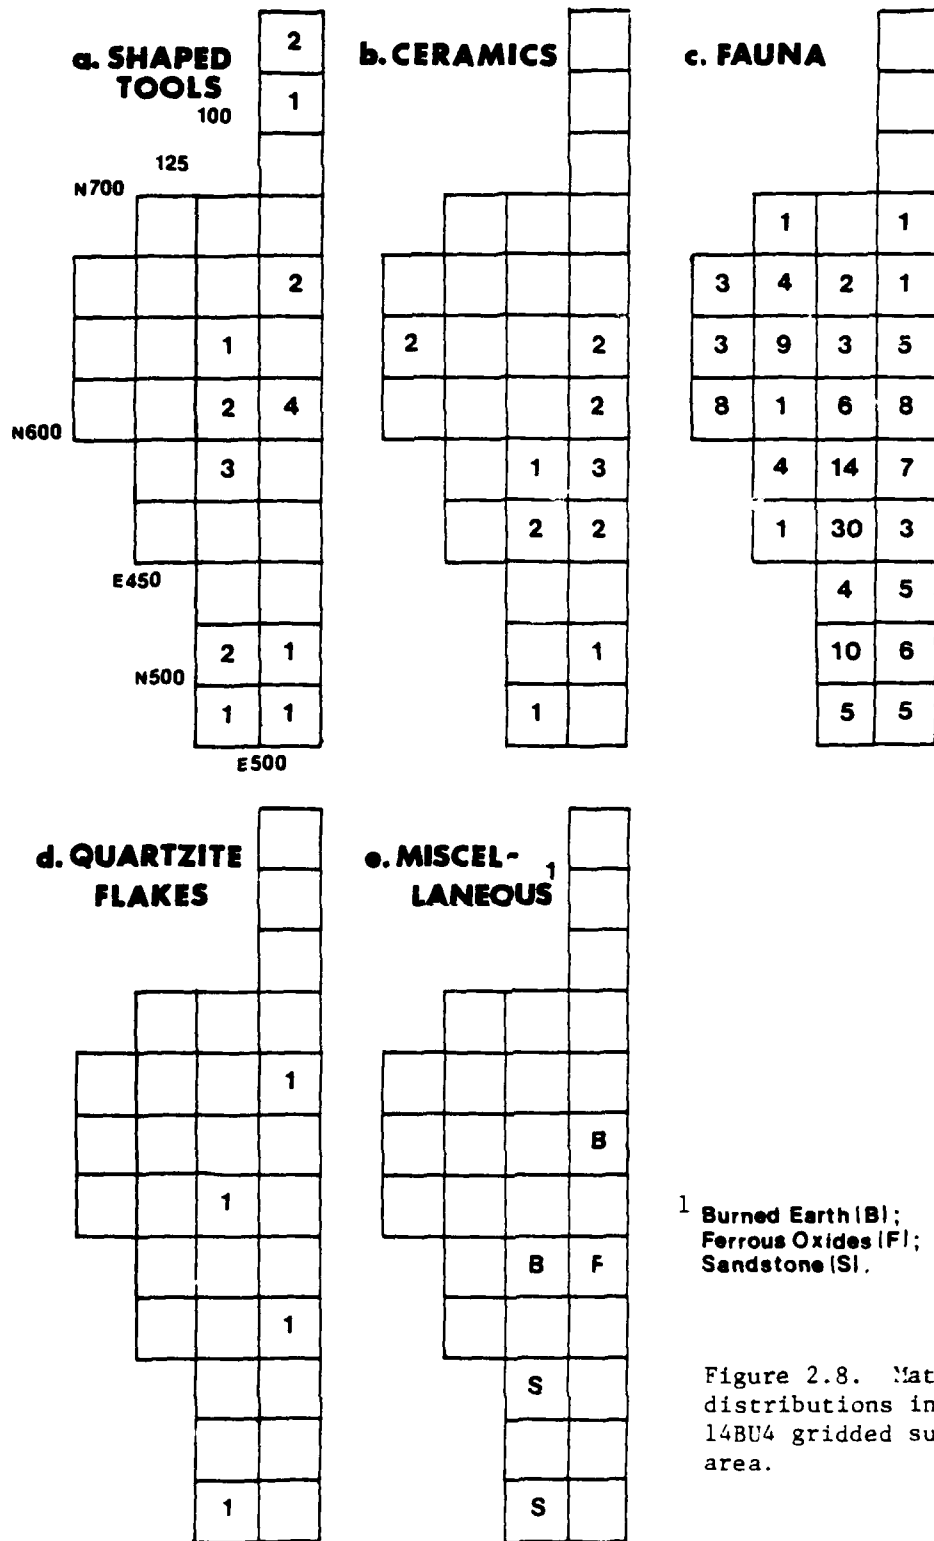 a. SHAPED TOOLS
b. CERAMICS
c. FAUNA
2
1
100
125
N700
1 1
2 3 4 2 1
1 2 2 3 9 3 5
2 4 2 8 1 6 8
N600
3 1 3 4 14 7
2 2 1 30 3
E450
4 5
2 1 1 10 6
N500
1 1 1 5 5
E500
d. QUARTZITE FLAKES
e. MISCEL-
LANEOUS 1
1
B
1
B F
1
S
1 S
1 Burned Earth (B);
Ferrous Oxides (F);
Sandstone (S).
Figure 2.8.
distributions in
14BU4 gridded
area.